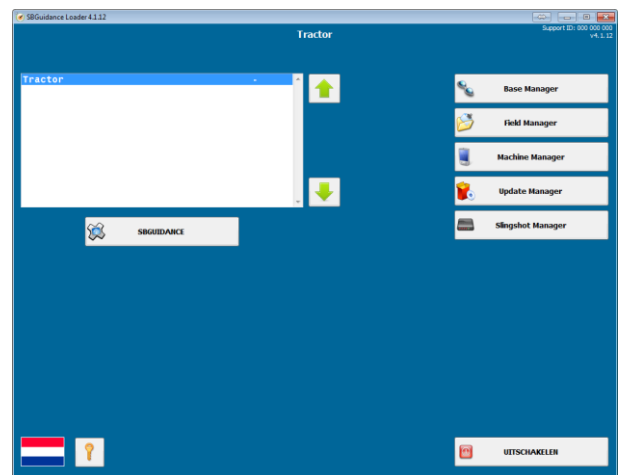 SBGuidance Loader 4.1.12
Tractor
Support ID: 000 000 000
v4.1.12
Tractor -
Base Manager
Field Manager
Machine Manager
Update Manager
Slingshot Manager
SBGUIDANCE
UITSCHAKELEN